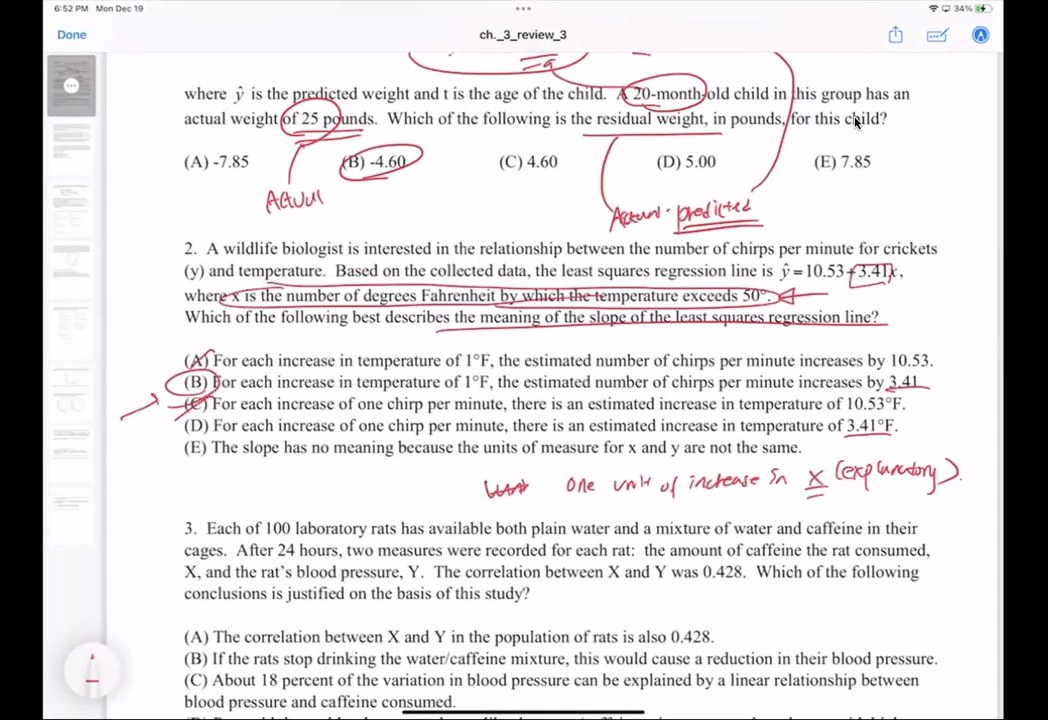 6:52 PM Mon Dec 19
34%
Done
ch._3_review_3
where ŷ is the predicted weight and t is the age of the child. A 20-month-old child in this group has an
actual weight of 25 pounds. Which of the following is the residual weight, in pounds, for this child?
(A) -7.85 (B) -4.60 (C) 4.60 (D) 5.00 (E) 7.85
Actual
Actual - predicted
2. A wildlife biologist is interested in the relationship between the number of chirps per minute for crickets
(y) and temperature. Based on the collected data, the least squares regression line is ŷ = 10.53+3.41x,
where x is the number of degrees Fahrenheit by which the temperature exceeds 50°.
Which of the following best describes the meaning of the slope of the least squares regression line?
(A) For each increase in temperature of 1°F, the estimated number of chirps per minute increases by 10.53.
(B) For each increase in temperature of 1°F, the estimated number of chirps per minute increases by 3.41.
(C) For each increase of one chirp per minute, there is an estimated increase in temperature of 10.53°F.
(D) For each increase of one chirp per minute, there is an estimated increase in temperature of 3.41°F.
(E) The slope has no meaning because the units of measure for x and y are not the same.
one unit of increase in x (explanatory).
3. Each of 100 laboratory rats has available both plain water and a mixture of water and caffeine in their
cages. After 24 hours, two measures were recorded for each rat: the amount of caffeine the rat consumed,
X, and the rat's blood pressure, Y. The correlation between X and Y was 0.428. Which of the following
conclusions is justified on the basis of this study?
(A) The correlation between X and Y in the population of rats is also 0.428.
(B) If the rats stop drinking the water/caffeine mixture, this would cause a reduction in their blood pressure.
(C) About 18 percent of the variation in blood pressure can be explained by a linear relationship between
blood pressure and caffeine consumed.